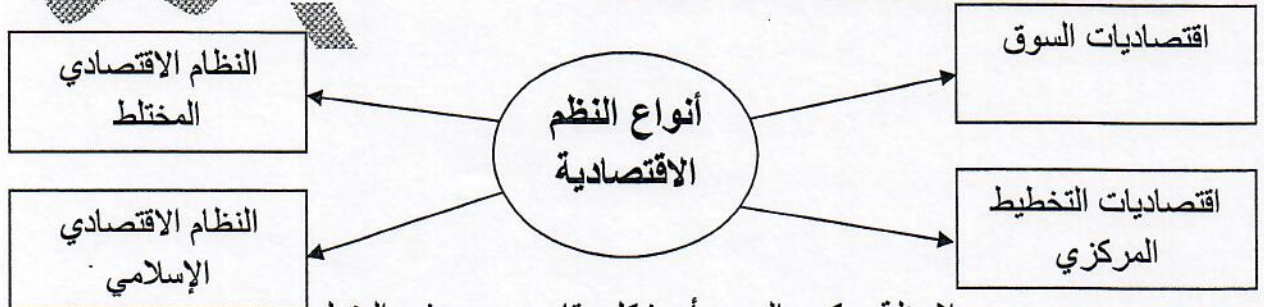 اقتصاديات السوق
النظام الاقتصادي
المختلط
أنواع النظم
الاقتصادية
اقتصاديات التخطيط
المركزي
النظام الاقتصادي
الإسلامي